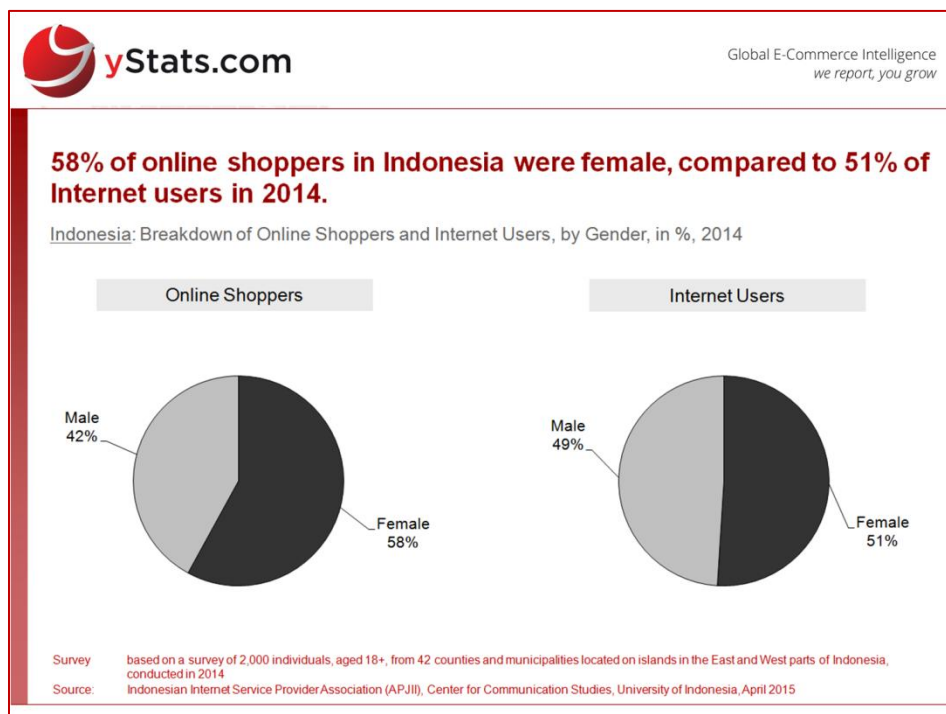 yStats.com
Global E-Commerce Intelligence
we report, you grow
58% of online shoppers in Indonesia were female, compared to 51% of
Internet users in 2014.
Indonesia: Breakdown of Online Shoppers and Internet Users, by Gender, in %, 2014
Online Shoppers
Internet Users
Male
42%
Female
58%
Male
49%
Female
51%
Survey based on a survey of 2,000 individuals, aged 18+, from 42 counties and municipalities located on islands in the East and West parts of Indonesia,
conducted in 2014
Source: Indonesian Internet Service Provider Association (APJII), Center for Communication Studies, University of Indonesia, April 2015